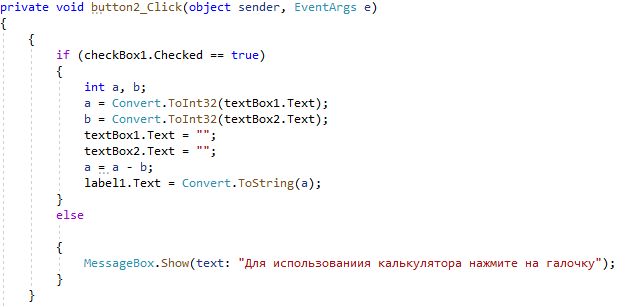 private void button2_Click(object sender, EventArgs e)
{
{
if (checkBox1.Checked == true)
{
int a, b;
a = Convert.ToInt32(textBox1.Text);
b = Convert.ToInt32(textBox2.Text);
textBox1.Text = "";
textBox2.Text = "";
a = a - b;
label1.Text = Convert.ToString(a);
}
else
{
MessageBox.Show(text: "Для использованиия калькулятора нажмите на галочку");
}
}